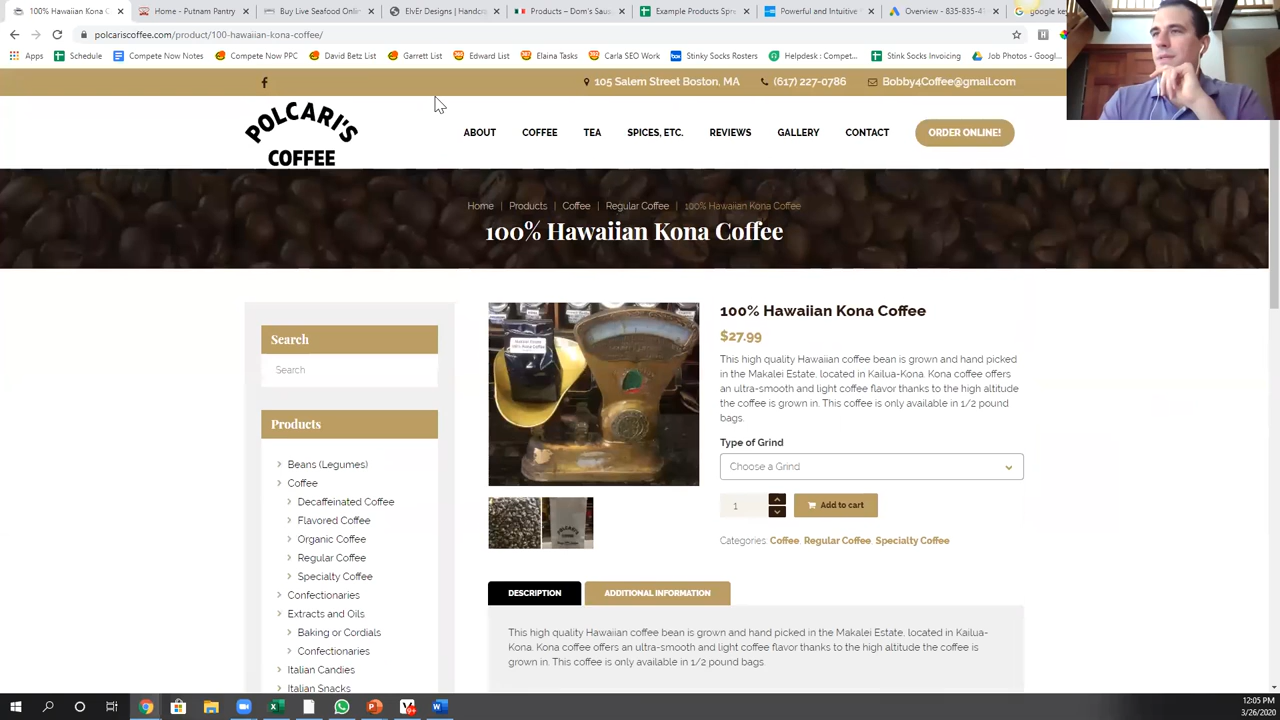 100% Hawaiian Kona C
Home - Putnam Pantry
Buy Live Seafood Onlin
ElvEr Designs | Handcra
Products – Dom's Sau
Example Products Spre
Powerful and Intuitive
Overview - 835-835-41
google ke
polcariscoffee.com/product/100-hawaiian-kona-coffee/
Apps
Schedule
Compete Now Notes
Compete Now PPC
David Betz List
Garrett List
Edward List
Elaina Tasks
Carla SEO Work
Stinky Socks Rosters
Helpdesk : Compet...
Stink Socks Invoicing
Job Photos - Googl...
105 Salem Street Boston, MA
(617) 227-0786
Bobby4Coffee@gmail.com
POLCARI'S
COFFEE
ABOUT
COFFEE
TEA
SPICES, ETC.
REVIEWS
GALLERY
CONTACT
ORDER ONLINE!
Home | Products | Coffee | Regular Coffee | 100% Hawaiian Kona Coffee
100% Hawaiian Kona Coffee
Search
Search
Products
Beans (Legumes)
Coffee
Decaffeinated Coffee
Flavored Coffee
Organic Coffee
Regular Coffee
Specialty Coffee
Confectionaries
Extracts and Oils
Baking or Cordials
Confectionaries
Italian Candies
Italian Snacks
POLCARI'S
COFFEE
100% Hawaiian Kona Coffee
$27.99
This high quality Hawaiian coffee bean is grown and hand picked
in the Makalei Estate, located in Kailua-Kona. Kona coffee offers
an ultra-smooth and light coffee flavor thanks to the high altitude
the coffee is grown in. This coffee is only available in 1/2 pound
bags.
Type of Grind
Choose a Grind
1
Add to cart
Categories: Coffee, Regular Coffee, Specialty Coffee
DESCRIPTION
ADDITIONAL INFORMATION
This high quality Hawaiian coffee bean is grown and hand picked in the Makalei Estate, located in Kailua-
Kona. Kona coffee offers an ultra-smooth and light coffee flavor thanks to the high altitude the coffee is
grown in. This coffee is only available in 1/2 pound bags.
12:05 PM
3/26/2020